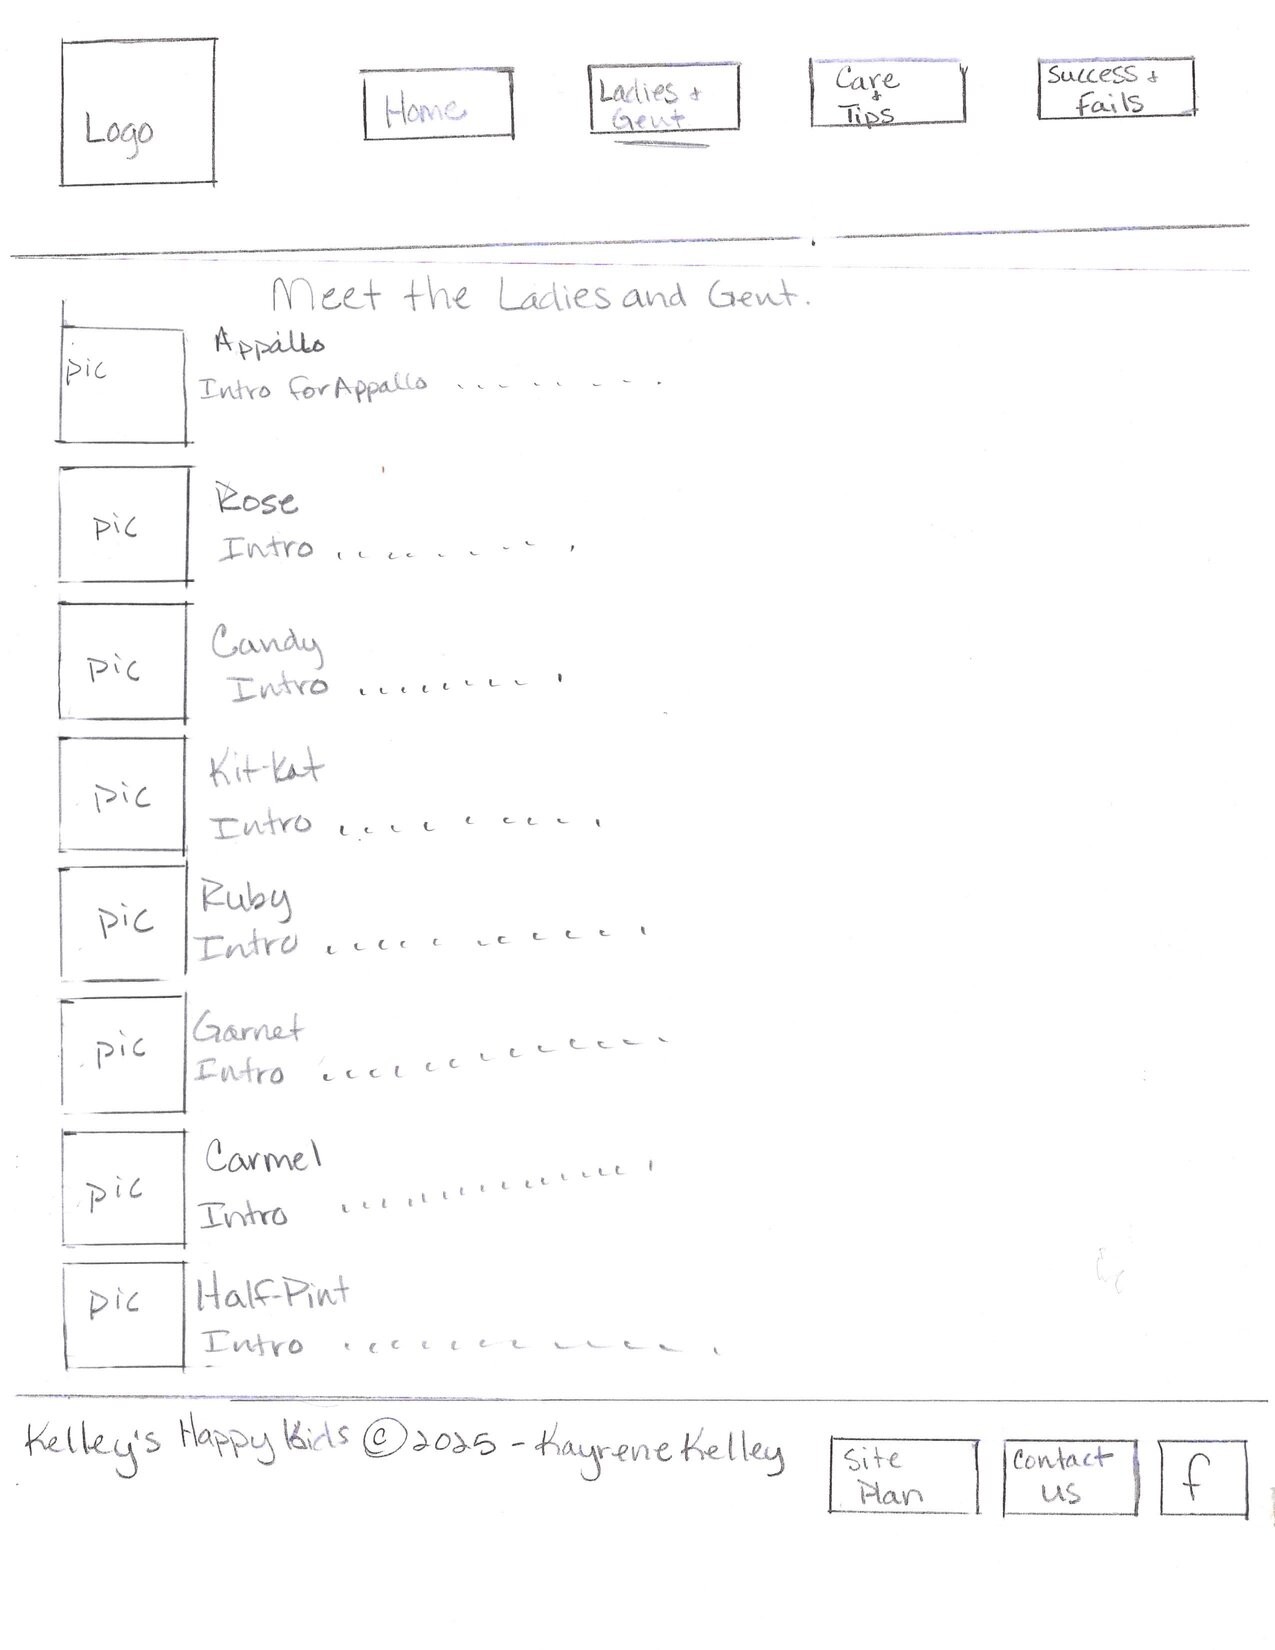 Logo
Home
Ladies &
Gent
Care
&
Tips
Success &
Fails
Meet the Ladies and Gent.
pic
Appallo
Intro for Appallo . . . . . . . . .
pic
Rose
Intro . . . . . . . . . .
pic
Candy
Intro . . . . . . . . . .
pic
Kit-Kat
Intro . . . . . . . . .
pic
Ruby
Intro . . . . . . . . . . . .
pic
Garnet
Intro . . . . . . . . . . . . .
pic
Carmel
Intro . . . . . . . . . . . . . . .
pic
Half-Pint
Intro . . . . . . . . . . . .
Kelley's Happy Kids © 2025 - Kayrene Kelley
Site
Plan
Contact
us
f